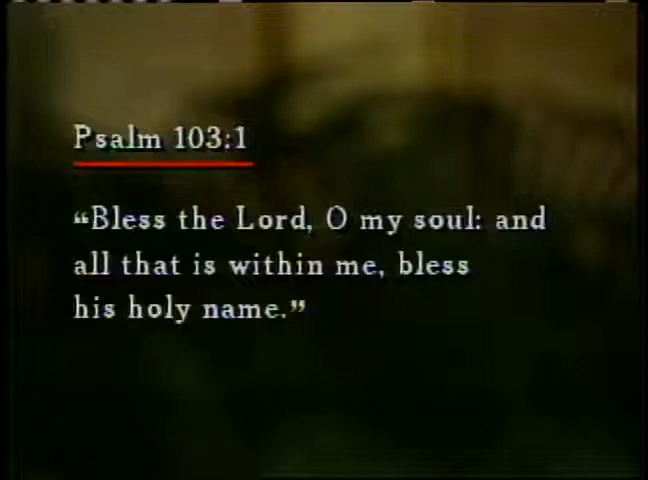 Psalm 103:1
“Bless the Lord, O my soul: and
all that is within me, bless
his holy name.”